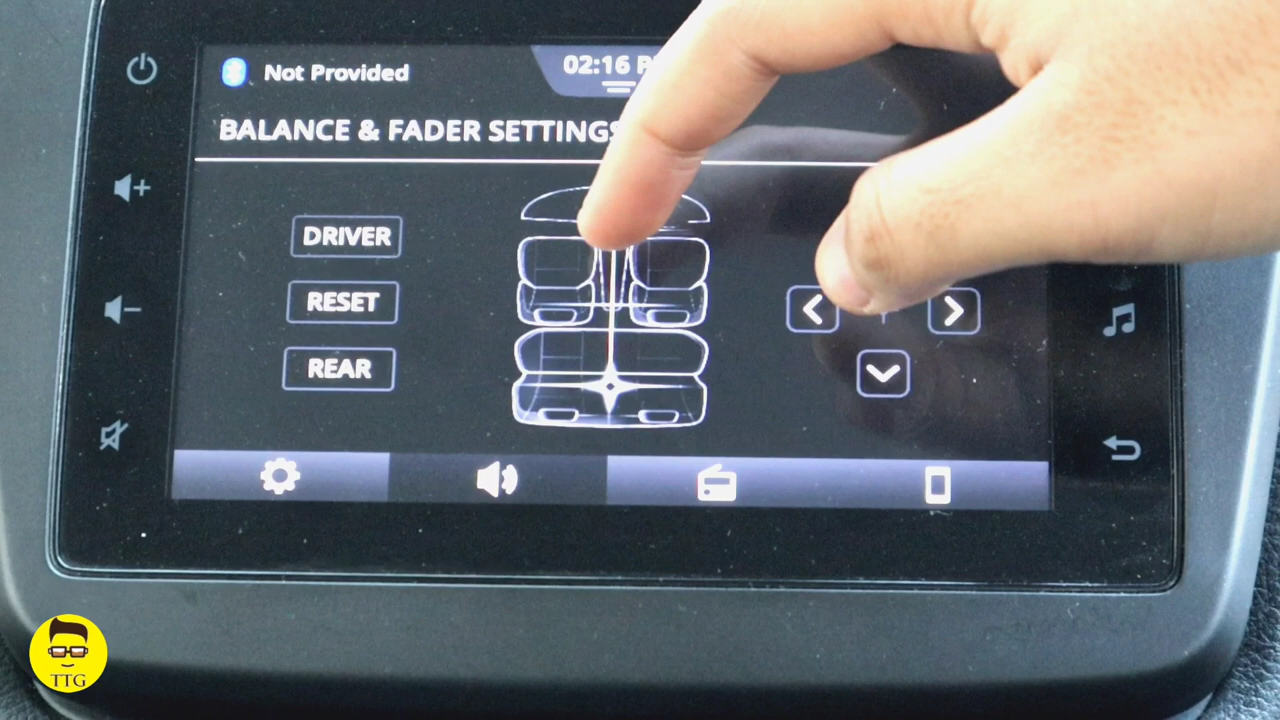 Not Provided
02:16 P
BALANCE & FADER SETTINGS
DRIVER
RESET
REAR
TTG